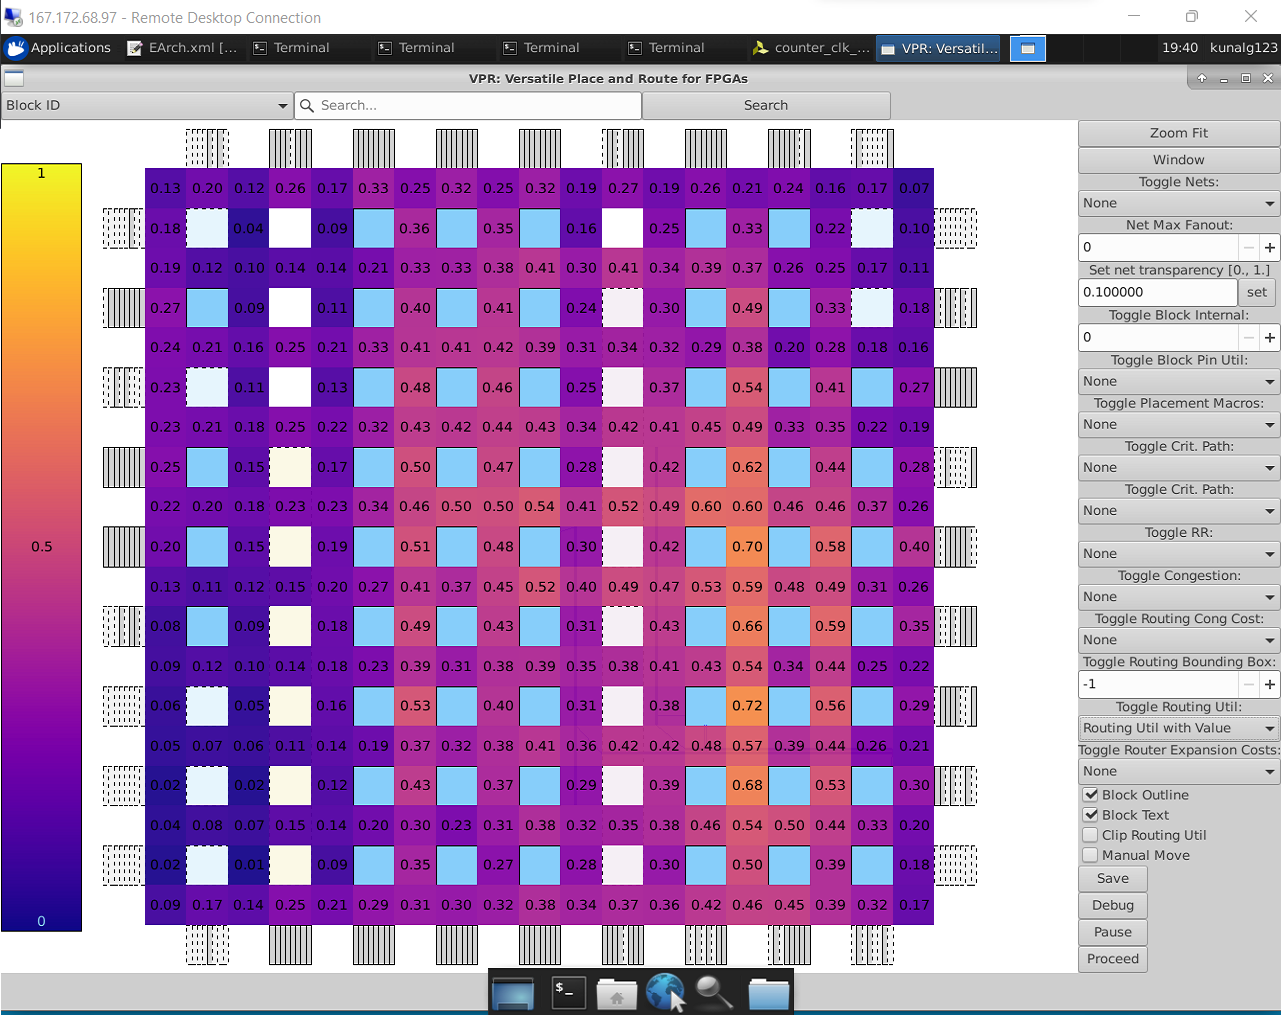 167.172.68.97 - Remote Desktop Connection
Applications EArch.xml [... Terminal Terminal Terminal Terminal counter_clk_... VPR: Versatil... 19:40 kunalg123
VPR: Versatile Place and Route for FPGAs
Block ID Search... Search
Zoom Fit
Window
Toggle Nets:
None
Net Max Fanout:
0
Set net transparency [0., 1.]
0.100000 set
Toggle Block Internal:
0
Toggle Block Pin Util:
None
Toggle Placement Macros:
None
Toggle Crit. Path:
None
Toggle Crit. Path:
None
Toggle RR:
None
Toggle Congestion:
None
Toggle Routing Cong Cost:
None
Toggle Routing Bounding Box:
-1
Toggle Routing Util:
Routing Util with Value
Toggle Router Expansion Costs:
None
Block Outline
Block Text
Clip Routing Util
Manual Move
Save
Debug
Pause
Proceed
1
0.5
0
0.13 0.20 0.12 0.26 0.17 0.33 0.25 0.32 0.25 0.32 0.19 0.27 0.19 0.26 0.21 0.24 0.16 0.17 0.07
0.18 0.04 0.09 0.36 0.35 0.16 0.25 0.33 0.22 0.10
0.19 0.12 0.10 0.14 0.14 0.21 0.33 0.33 0.38 0.41 0.30 0.41 0.34 0.39 0.37 0.26 0.25 0.17 0.11
0.27 0.09 0.11 0.40 0.41 0.24 0.30 0.49 0.33 0.18
0.24 0.21 0.16 0.25 0.21 0.33 0.41 0.41 0.42 0.39 0.31 0.34 0.32 0.29 0.38 0.20 0.28 0.18 0.16
0.23 0.11 0.13 0.48 0.46 0.25 0.37 0.54 0.41 0.27
0.23 0.21 0.18 0.25 0.22 0.32 0.43 0.42 0.44 0.43 0.34 0.42 0.41 0.45 0.49 0.33 0.35 0.22 0.19
0.25 0.15 0.17 0.50 0.47 0.28 0.42 0.62 0.44 0.28
0.22 0.20 0.18 0.23 0.23 0.34 0.46 0.50 0.50 0.54 0.41 0.52 0.49 0.60 0.60 0.46 0.46 0.37 0.26
0.20 0.15 0.19 0.51 0.48 0.30 0.42 0.70 0.58 0.40
0.13 0.11 0.12 0.15 0.20 0.27 0.41 0.37 0.45 0.52 0.40 0.49 0.47 0.53 0.59 0.48 0.49 0.31 0.26
0.08 0.09 0.18 0.49 0.43 0.31 0.43 0.66 0.59 0.35
0.09 0.12 0.10 0.14 0.18 0.23 0.39 0.31 0.38 0.39 0.35 0.38 0.41 0.43 0.54 0.34 0.44 0.25 0.22
0.06 0.05 0.16 0.53 0.40 0.31 0.38 0.72 0.56 0.29
0.05 0.07 0.06 0.11 0.14 0.19 0.37 0.32 0.38 0.41 0.36 0.42 0.42 0.48 0.57 0.39 0.44 0.26 0.21
0.02 0.02 0.12 0.43 0.37 0.29 0.39 0.68 0.53 0.30
0.04 0.08 0.07 0.15 0.14 0.20 0.30 0.23 0.31 0.38 0.32 0.35 0.38 0.46 0.54 0.50 0.44 0.33 0.20
0.02 0.01 0.09 0.35 0.27 0.28 0.30 0.50 0.39 0.18
0.09 0.17 0.14 0.25 0.21 0.29 0.31 0.30 0.32 0.38 0.34 0.37 0.36 0.42 0.46 0.45 0.39 0.32 0.17